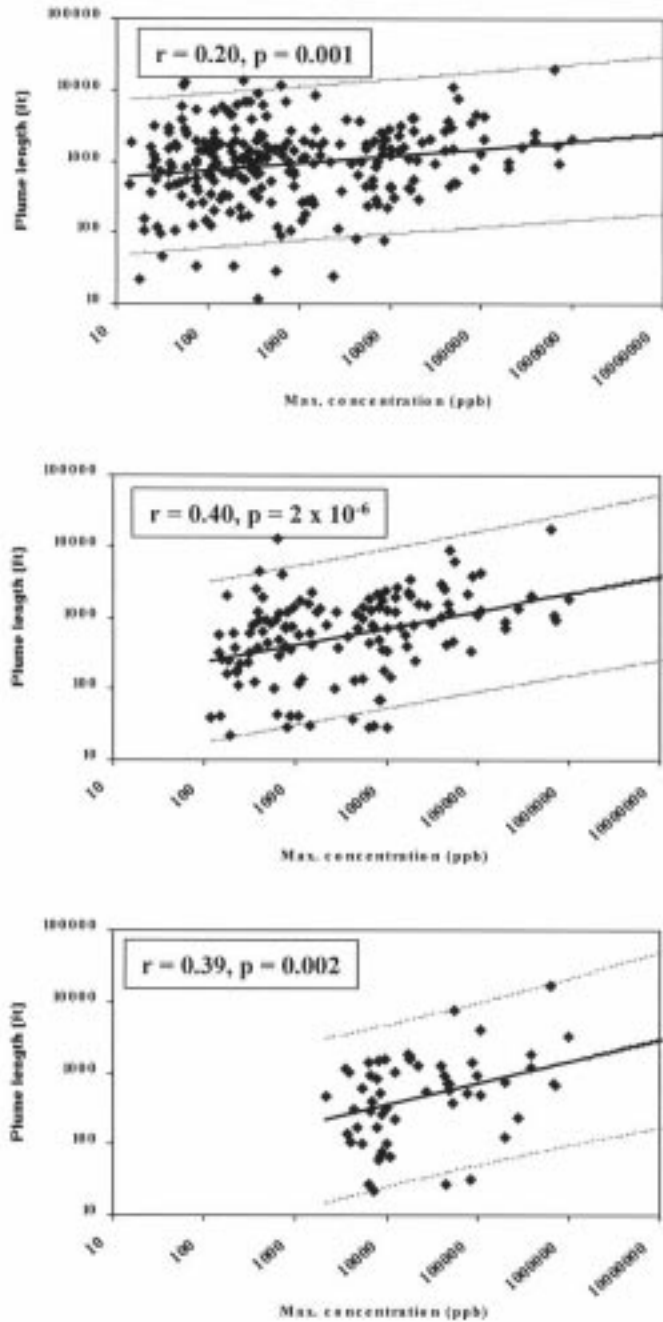 100000
r = 0.20, p = 0.001
10000
1000
100
10
Plume length (ft)
10 100 1000 10000 100000 1000000 10000000
Max. concentration (ppb)
100000
r = 0.40, p = 2 x 10⁻⁶
10000
1000
100
10
Plume length (ft)
10 100 1000 10000 100000 1000000 10000000
Max. concentration (ppb)
100000
r = 0.39, p = 0.002
10000
1000
100
10
Plume length (ft)
10 100 1000 10000 100000 1000000 10000000
Max. concentration (ppb)